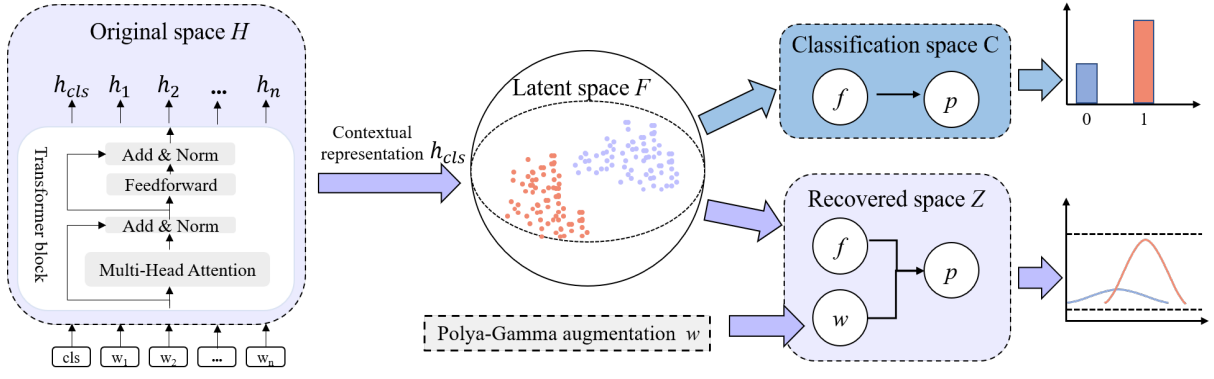 Original space H
h_cls h_1 h_2 ... h_n
Transformer block
Add & Norm
Feedforward
Add & Norm
Multi-Head Attention
cls w_1 w_2 ... w_n
Contextual
representation h_cls
Latent space F
Polya-Gamma augmentation w
Classification space C
f p
0 1
Recovered space Z
f
p
w